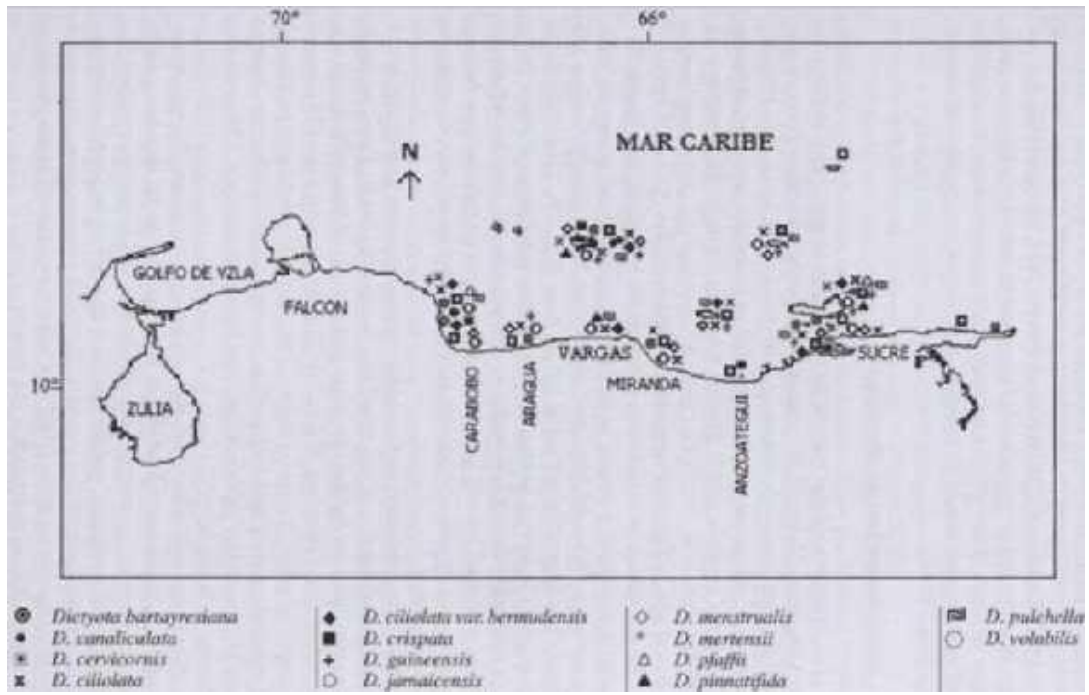 70°
66°
MAR CARIBE
N
GOLFO DE VZLA
FALCON
VARGAS
SUCRE
10°
MIRANDA
ZULIA
CARABOBO
ARAGUA
ANZOATEGUI
Dictyota bartayresiana
D. canaliculata
D. cervicornis
D. ciliolata
D. ciliolata var. bermudensis
D. crispata
D. guineensis
D. jamaicensis
D. menstrualis
D. mertensii
D. pfaffii
D. pinnatifida
D. pulchella
D. volubilis